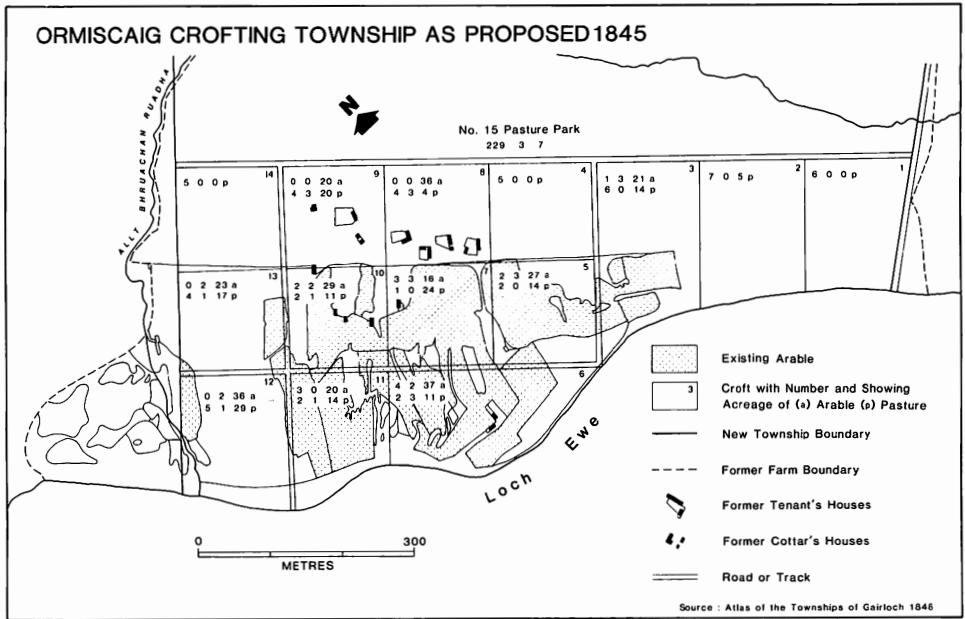 ORMISCAIG CROFTING TOWNSHIP AS PROPOSED 1845
ALLT BHRUACHAN RUADHA
N
No. 15 Pasture Park
229 3 7
14
5 0 0 p
9
0 0 20 a
4 3 20 p
8
0 0 36 a
4 3 4 p
4
5 0 0 p
3
1 3 21 a
6 0 14 p
2
7 0 5 p
1
6 0 0 p
13
0 2 23 a
4 1 17 p
10
2 2 29 a
2 1 11 p
7
3 3 16 a
1 0 24 p
5
2 3 27 a
2 0 14 p
12
0 2 36 a
5 1 29 p
11
3 0 20 a
2 1 14 p
6
4 2 37 a
2 3 11 p
Loch Ewe
0 300
METRES
Existing Arable
3
Croft with Number and Showing
Acreage of (a) Arable (p) Pasture
New Township Boundary
Former Farm Boundary
Former Tenant's Houses
Former Cottar's Houses
Road or Track
Source : Atlas of the Townships of Gairloch 1846